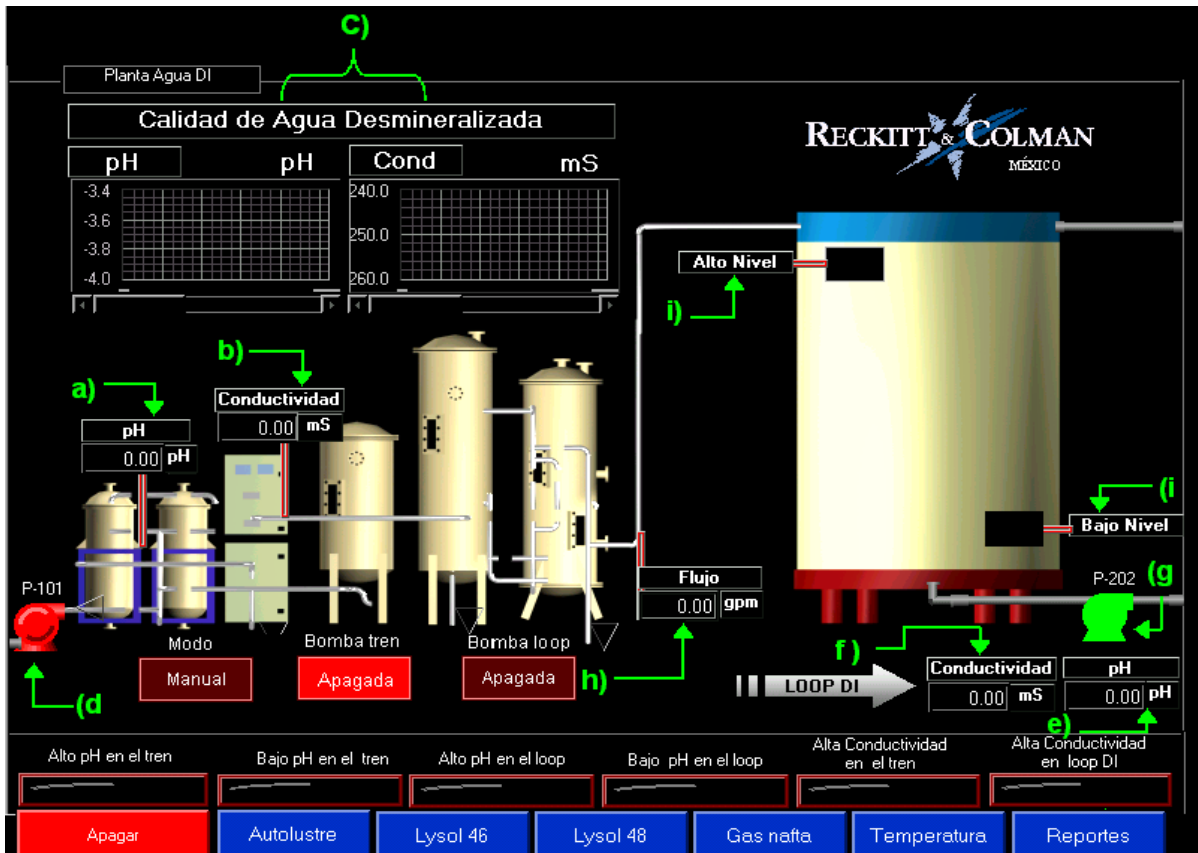 C)
Planta Agua DI
Calidad de Agua Desmineralizada
pH pH
Cond mS
-3.4
-3.6
-3.8
-4.0
240.0
250.0
260.0
RECKITT & COLMAN
MÉXICO
Alto Nivel
i)
b)
Conductividad
0.00 mS
a)
pH
0.00 pH
(i
Bajo Nivel
P-101
P-202
(g
Flujo
0.00 gpm
h)
Modo
Manual
Bomba tren
Apagada
Bomba loop
Apagada
(d
f )
LOOP DI
Conductividad
0.00 mS
pH
0.00 pH
e)
Alto pH en el tren
Bajo pH en el tren
Alto pH en el loop
Bajo pH en el loop
Alta Conductividad
en el tren
Alta Conductividad
en loop DI
Apagar
Autolustre
Lysol 46
Lysol 48
Gas nafta
Temperatura
Reportes